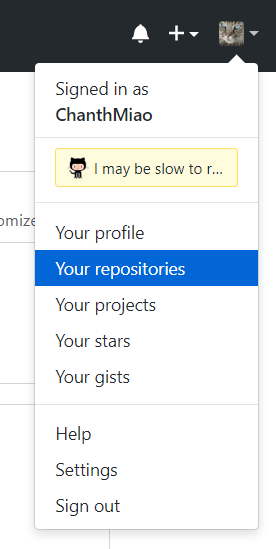 Signed in as
ChanthMiao
I may be slow to r...
omize
Your profile
Your repositories
Your projects
Your stars
Your gists
Help
Settings
Sign out